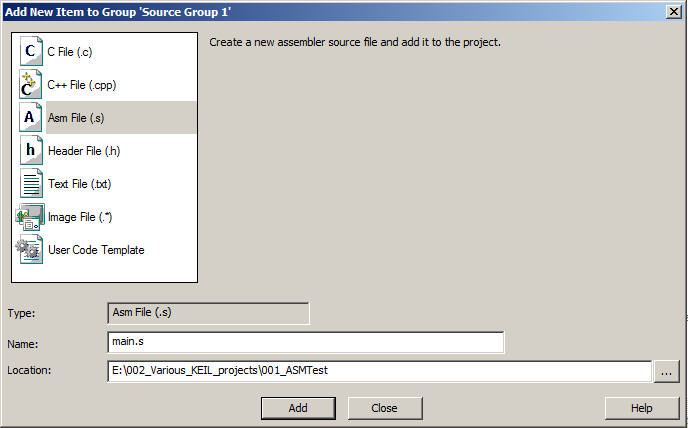 Add New Item to Group 'Source Group 1'
Create a new assembler source file and add it to the project.
C File (.c)
C++ File (.cpp)
Asm File (.s)
Header File (.h)
Text File (.txt)
Image File (.*)
User Code Template
Type:
Asm File (.s)
Name:
main.s
Location:
E:\002_Various_KEIL_projects\001_ASMTest
...
Add
Close
Help